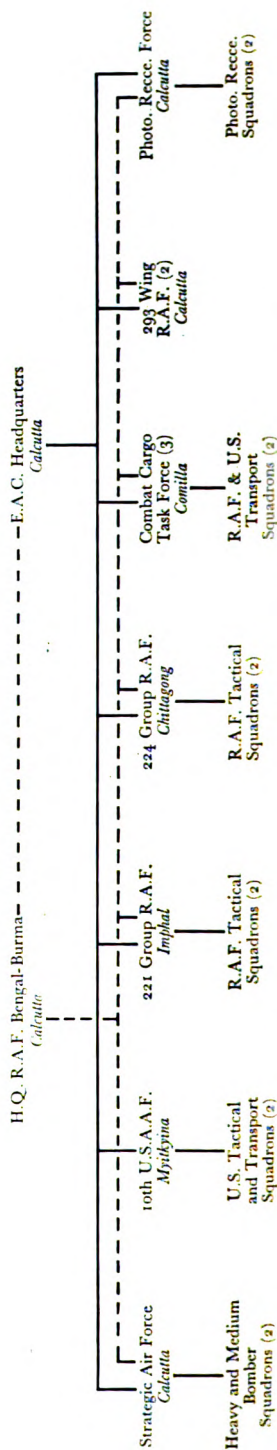 H.Q. R.A.F. Bengal-Burma
Calcutta
E.A.C. Headquarters
Calcutta
Strategic Air Force
Calcutta
Heavy and Medium
Bomber
Squadrons (2)
10th U.S.A.A.F.
Myitkyina
U.S. Tactical
and Transport
Squadrons (2)
221 Group R.A.F.
Imphal
R.A.F. Tactical
Squadrons (2)
224 Group R.A.F.
Chittagong
R.A.F. Tactical
Squadrons (2)
Combat Cargo
Task Force (3)
Comilla
R.A.F. & U.S.
Transport
Squadrons (2)
293 Wing
R.A.F. (2)
Calcutta
Photo. Recce. Force
Calcutta
Photo. Recce.
Squadrons (2)